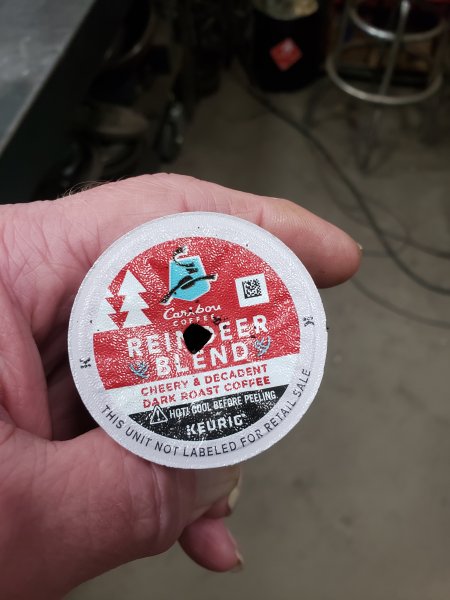 Caribou
COFFEE
REINDEER
BLEND
CHEERY & DECADENT
DARK ROAST COFFEE
HOT! COOL BEFORE PEELING
KEURIG
THIS UNIT NOT LABELED FOR RETAIL SALE
K
K